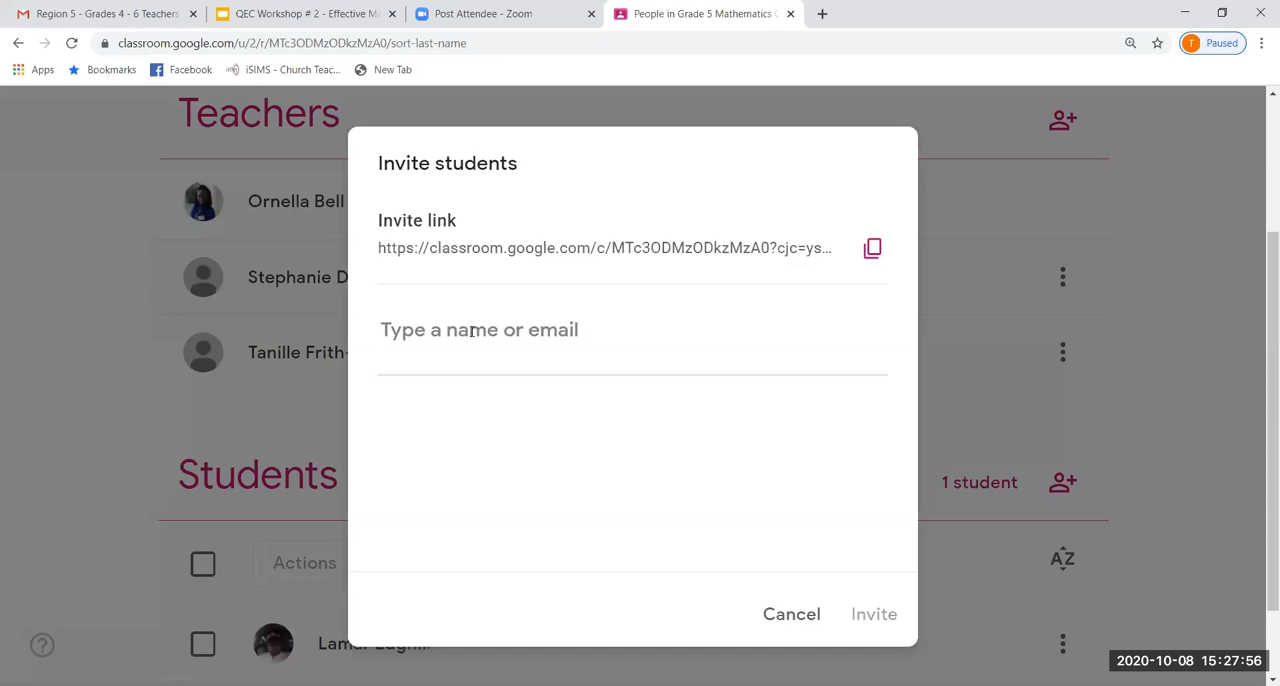 Region 5 - Grades 4 - 6 Teachers
QEC Workshop # 2 - Effective M
Post Attendee - Zoom
People in Grade 5 Mathematics
classroom.google.com/u/2/r/MTc3ODMzODkzMzA0/sort-last-name
T Paused
Apps
Bookmarks
Facebook
iSIMS - Church Teac...
New Tab
Teachers
Ornella Bell
Stephanie D
Tanille Frith-
Invite students
Invite link
https://classroom.google.com/c/MTc3ODMzODkzMzA0?cjc=ys...
Type a name or email
Cancel
Invite
Students
1 student
Actions
AZ
2020-10-08 15:27:56